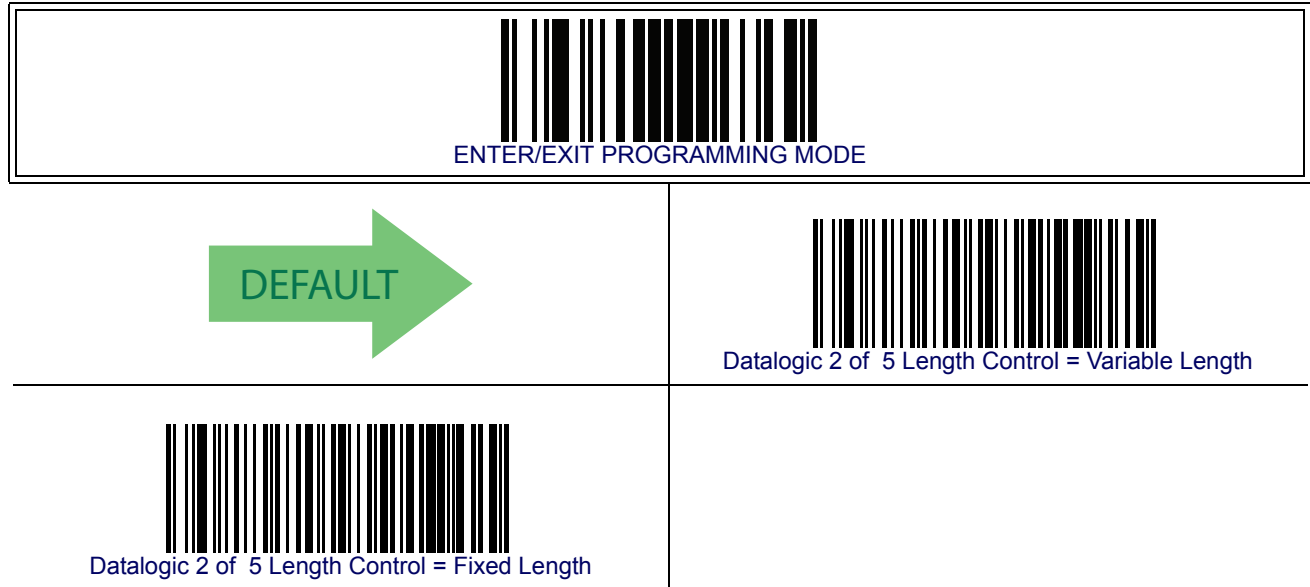 ENTER/EXIT PROGRAMMING MODE
DEFAULT
Datalogic 2 of  5 Length Control = Variable Length
Datalogic 2 of  5 Length Control = Fixed Length